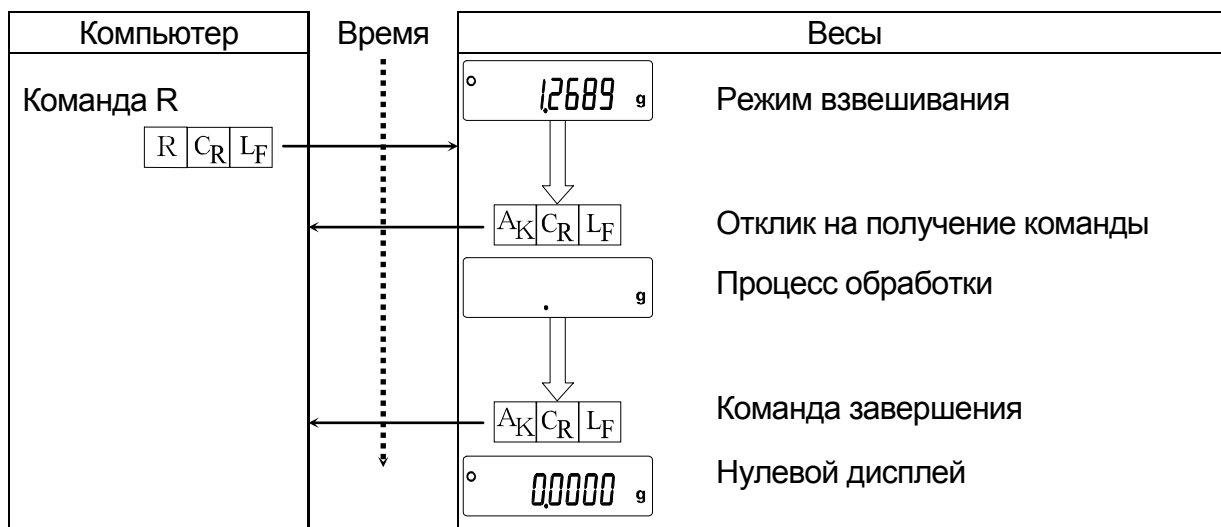 Компьютер Время Весы
1.2689 g Режим взвешивания
Команда R
R CR LF
AK CR LF Отклик на получение команды
. g Процесс обработки
AK CR LF Команда завершения
0.0000 g Нулевой дисплей